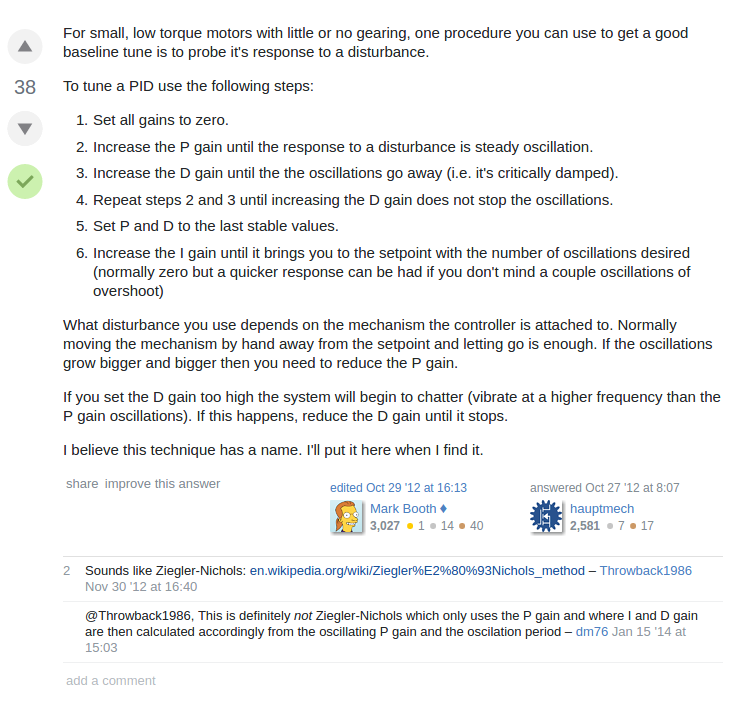 For small, low torque motors with little or no gearing, one procedure you can use to get a good
baseline tune is to probe it's response to a disturbance.
38
To tune a PID use the following steps:
1. Set all gains to zero.
2. Increase the P gain until the response to a disturbance is steady oscillation.
3. Increase the D gain until the the oscillations go away (i.e. it's critically damped).
4. Repeat steps 2 and 3 until increasing the D gain does not stop the oscillations.
5. Set P and D to the last stable values.
6. Increase the I gain until it brings you to the setpoint with the number of oscillations desired
(normally zero but a quicker response can be had if you don't mind a couple oscillations of
overshoot)
What disturbance you use depends on the mechanism the controller is attached to. Normally
moving the mechanism by hand away from the setpoint and letting go is enough. If the oscillations
grow bigger and bigger then you need to reduce the P gain.
If you set the D gain too high the system will begin to chatter (vibrate at a higher frequency than the
P gain oscillations). If this happens, reduce the D gain until it stops.
I believe this technique has a name. I'll put it here when I find it.
share improve this answer
edited Oct 29 '12 at 16:13
Mark Booth ♦
3,027 ● 1 ● 14 ● 40
answered Oct 27 '12 at 8:07
hauptmech
2,581 ● 7 ● 17
2 Sounds like Ziegler-Nichols: en.wikipedia.org/wiki/Ziegler%E2%80%93Nichols_method – Throwback1986
Nov 30 '12 at 16:40
@Throwback1986, This is definitely not Ziegler-Nichols which only uses the P gain and where I and D gain
are then calculated accordingly from the oscillating P gain and the oscilation period – dm76 Jan 15 '14 at
15:03
add a comment